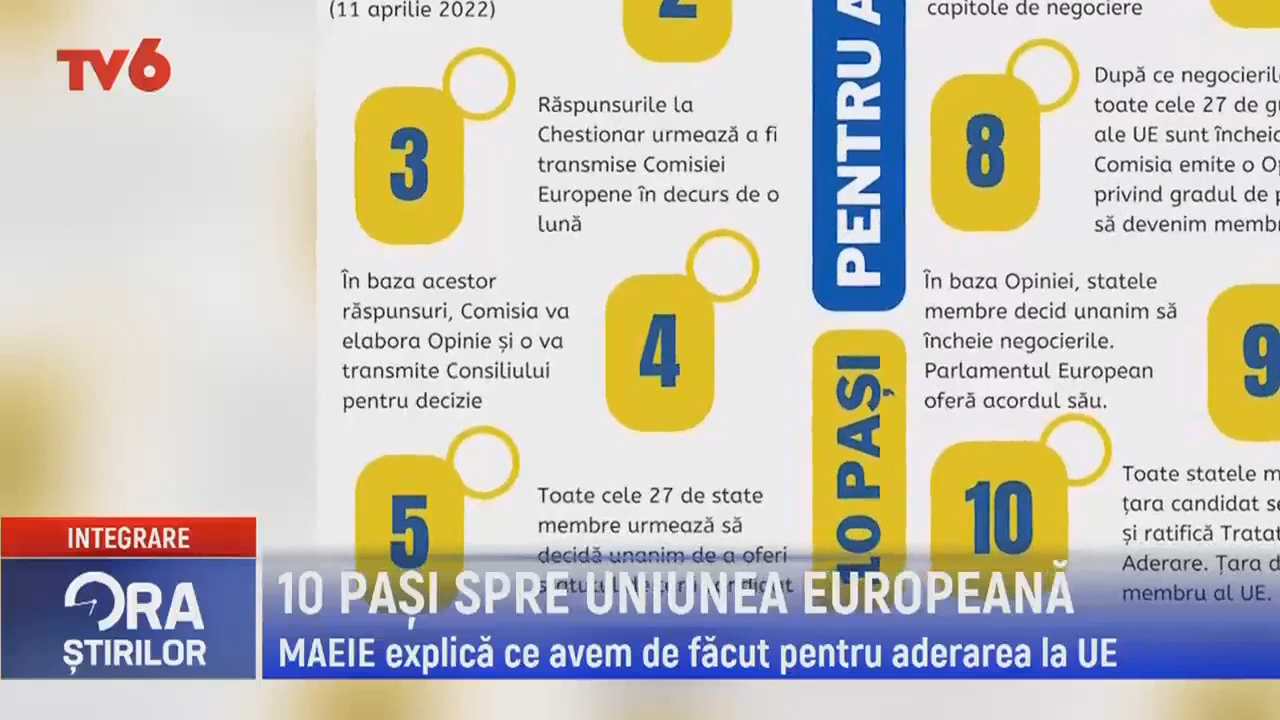 (11 aprilie 2022)
2
TV6
3
Răspunsurile la
Chestionar urmează a fi
transmise Comisiei
Europene în decurs de o
lună
În baza acestor
răspunsuri, Comisia va
elabora Opinie și o va
transmite Consiliului
pentru decizie
4
5
Toate cele 27 de state
membre urmează să
decidă unanim de a oferi
10 PAȘI
PENTRU A
capitole de negociere
8
După ce negocieril
toate cele 27 de g
ale UE sunt închei
Comisia emite o O
privind gradul de p
să devenim memb
În baza Opiniei, statele
membre decid unanim să
încheie negocierile.
Parlamentul European
oferă acordul său.
9
10
Toate statele m
țara candidat s
și ratifică Trata
Aderare. Țara d
membru al UE.
INTEGRARE
ORA
ȘTIRILOR
10 PAȘI SPRE UNIUNEA EUROPEANĂ
MAEIE explică ce avem de făcut pentru aderarea la UE